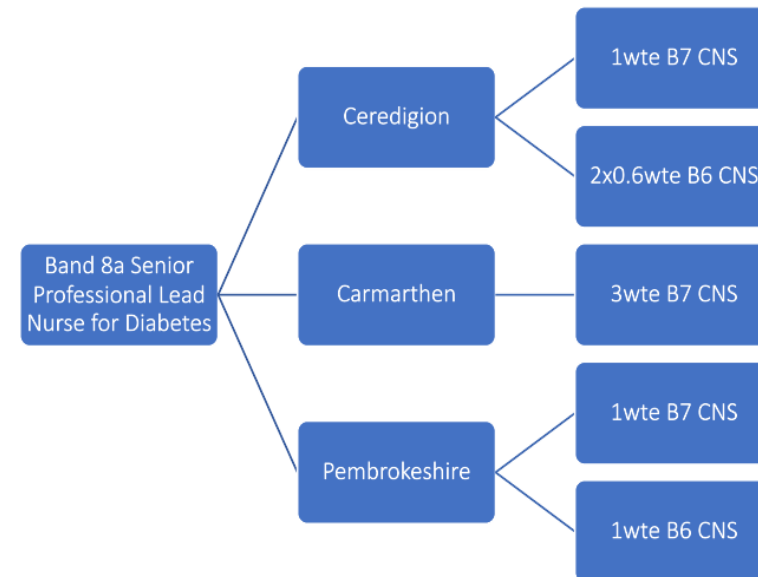 Band 8a Senior
Professional Lead
Nurse for Diabetes
Ceredigion
1wte B7 CNS
2x0.6wte B6 CNS
Carmarthen
3wte B7 CNS
Pembrokeshire
1wte B7 CNS
1wte B6 CNS